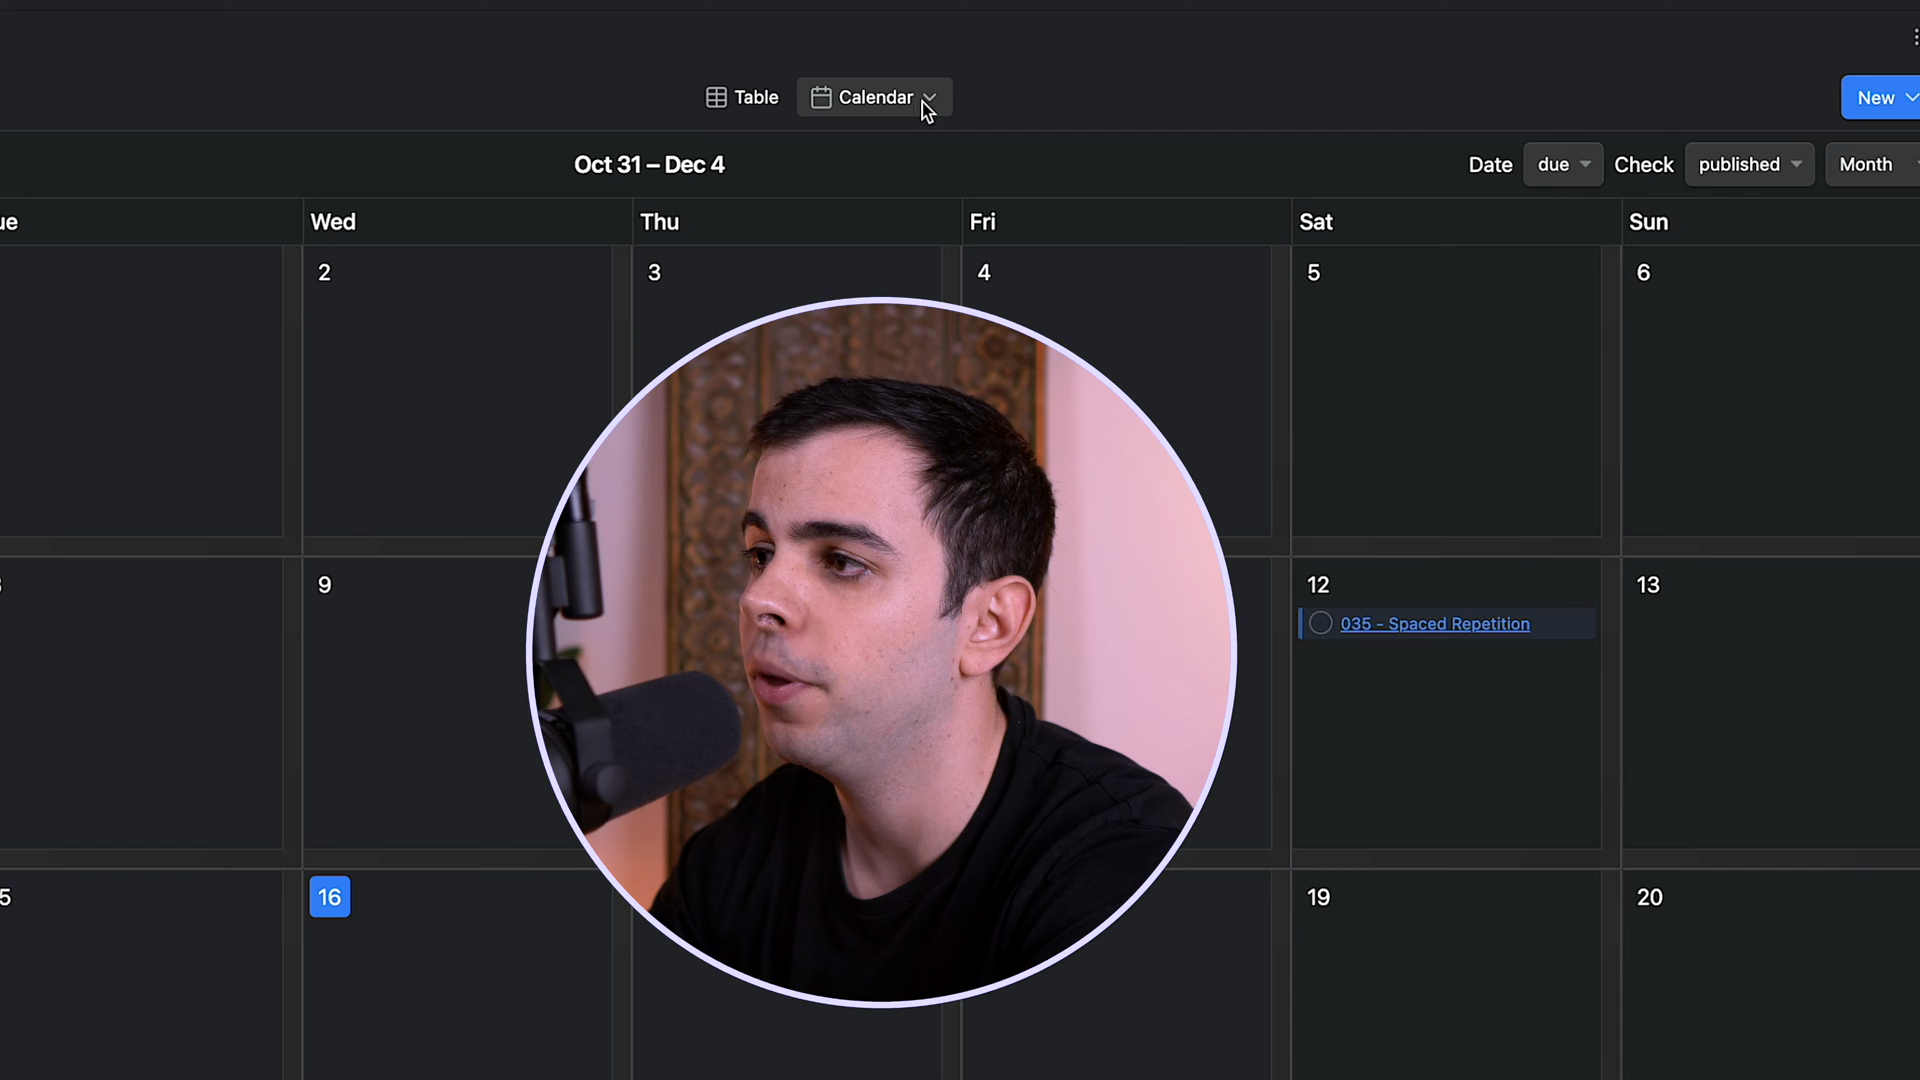 Table
Calendar
New
Oct 31 – Dec 4
Date
due
Check
published
Month
Wed
Thu
Fri
Sat
Sun
2
3
4
5
6
9
12
13
035 - Spaced Repetition
16
19
20